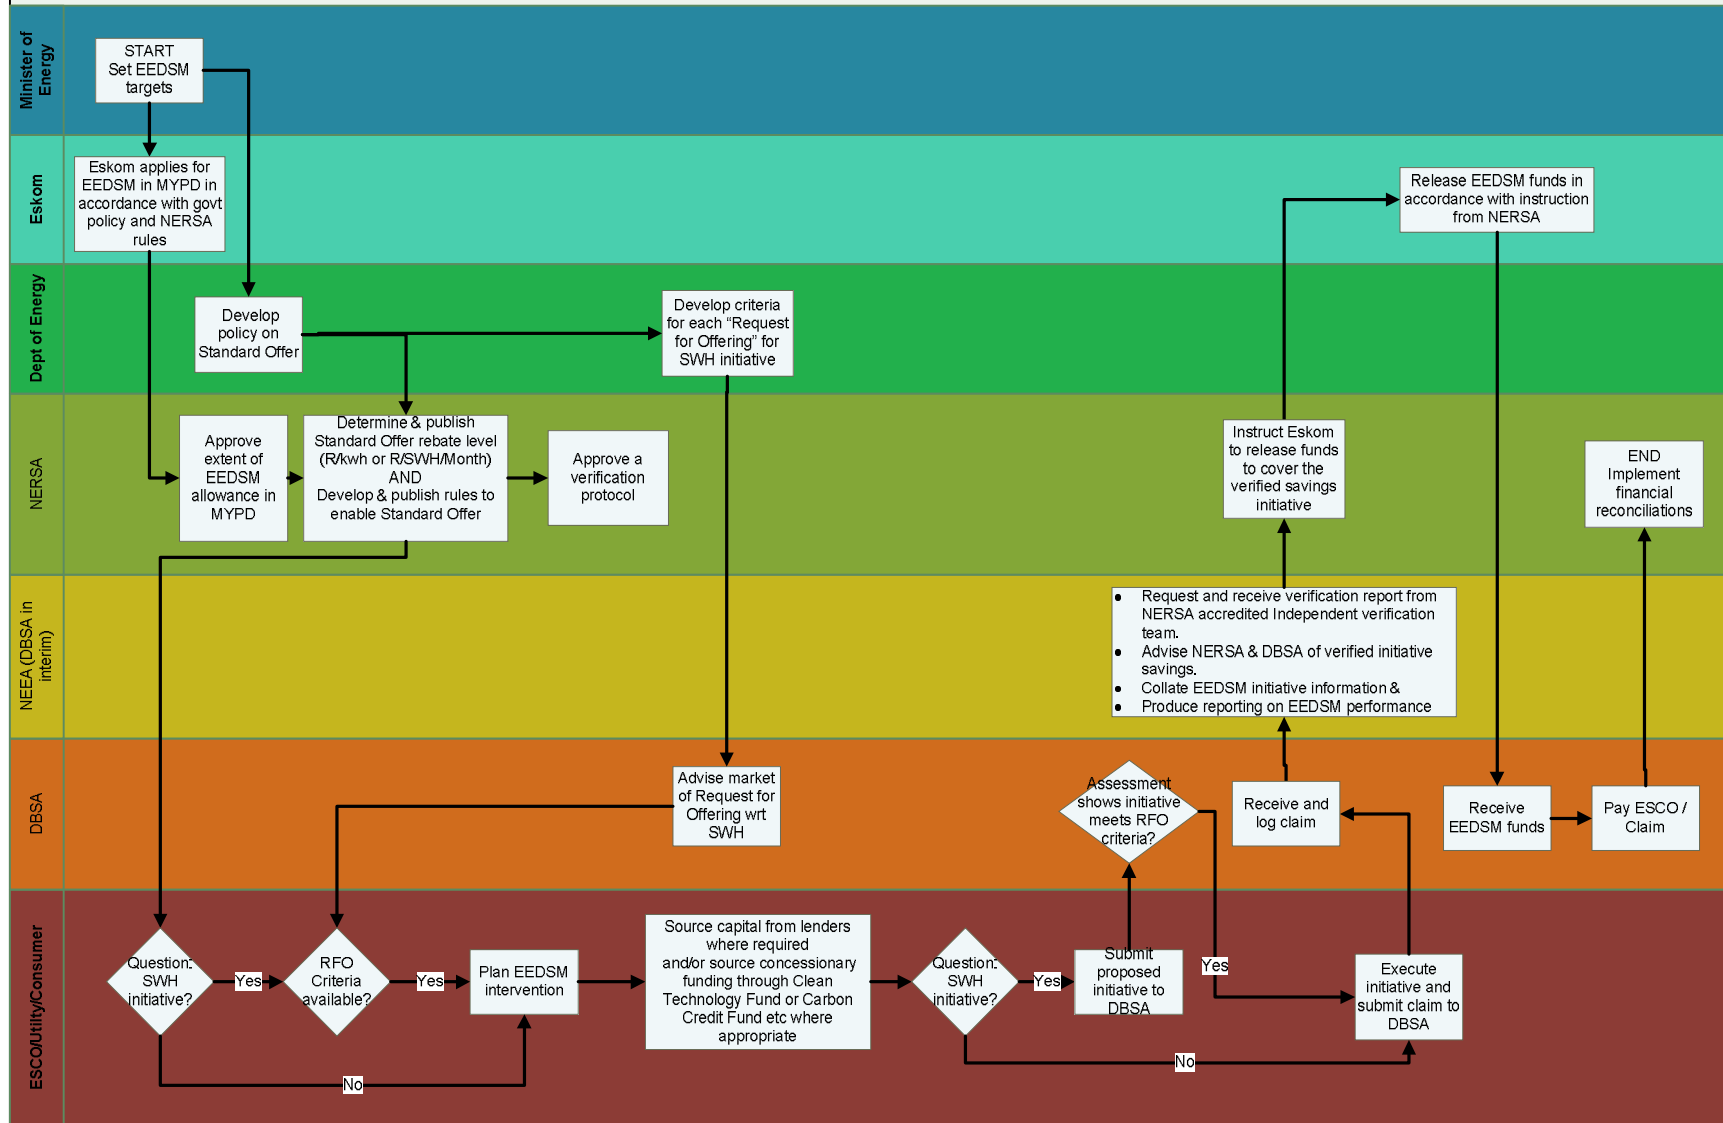 Minister of
Energy
START
Set EEDSM
targets
Eskom
Eskom applies for
EEDSM in MYPD in
accordance with govt
policy and NERSA
rules
Release EEDSM funds in
accordance with instruction
from NERSA
Dept of Energy
Develop
policy on
Standard Offer
Develop criteria
for each “Request
for Offering” for
SWH initiative
NERSA
Approve
extent of
EEDSM
allowance in
MYPD
Determine & publish
Standard Offer rebate level
(R/kwh or R/SWH/Month)
AND
Develop & publish rules to
enable Standard Offer
Approve a
verification
protocol
Instruct Eskom
to release funds
to cover the
verified savings
initiative
END
Implement
financial
reconciliations
NEEA (DBSA in
interim)
• Request and receive verification report from
NERSA accredited Independent verification
team.
• Advise NERSA & DBSA of verified initiative
savings.
• Collate EEDSM initiative information &
• Produce reporting on EEDSM performance
DBSA
Advise market
of Request for
Offering wrt
SWH
Assessment
shows initiative
meets RFO
criteria?
Receive and
log claim
Receive
EEDSM funds
Pay ESCO /
Claim
ESCO/Utilty/Consumer
Question:
SWH
initiative?
Yes
RFO
Criteria
available?
Yes
Plan EEDSM
intervention
Source capital from lenders
where required
and/or source concessionary
funding through Clean
Technology Fund or Carbon
Credit Fund etc where
appropriate
Question:
SWH
initiative?
Yes
Submit
proposed
initiative to
DBSA
Yes
Execute
initiative and
submit claim to
DBSA
No
No